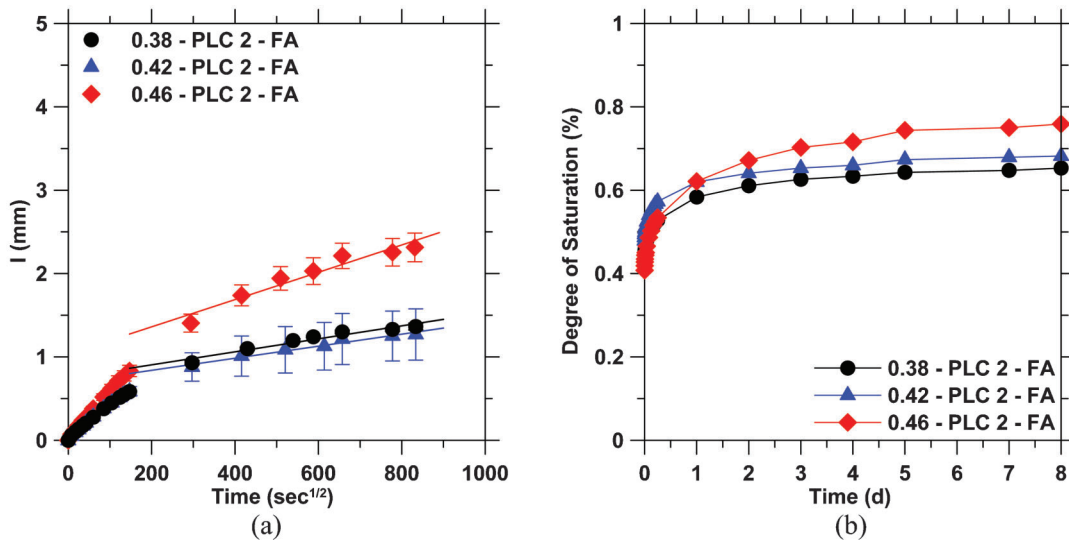 5
4
3
2
1
0
I (mm)
0.38 - PLC 2 - FA
0.42 - PLC 2 - FA
0.46 - PLC 2 - FA
0 200 400 600 800 1000
Time (sec1/2)
(a)
1
0.8
0.6
0.4
0.2
0
Degree of Saturation (%)
0.38 - PLC 2 - FA
0.42 - PLC 2 - FA
0.46 - PLC 2 - FA
0 1 2 3 4 5 6 7 8
Time (d)
(b)